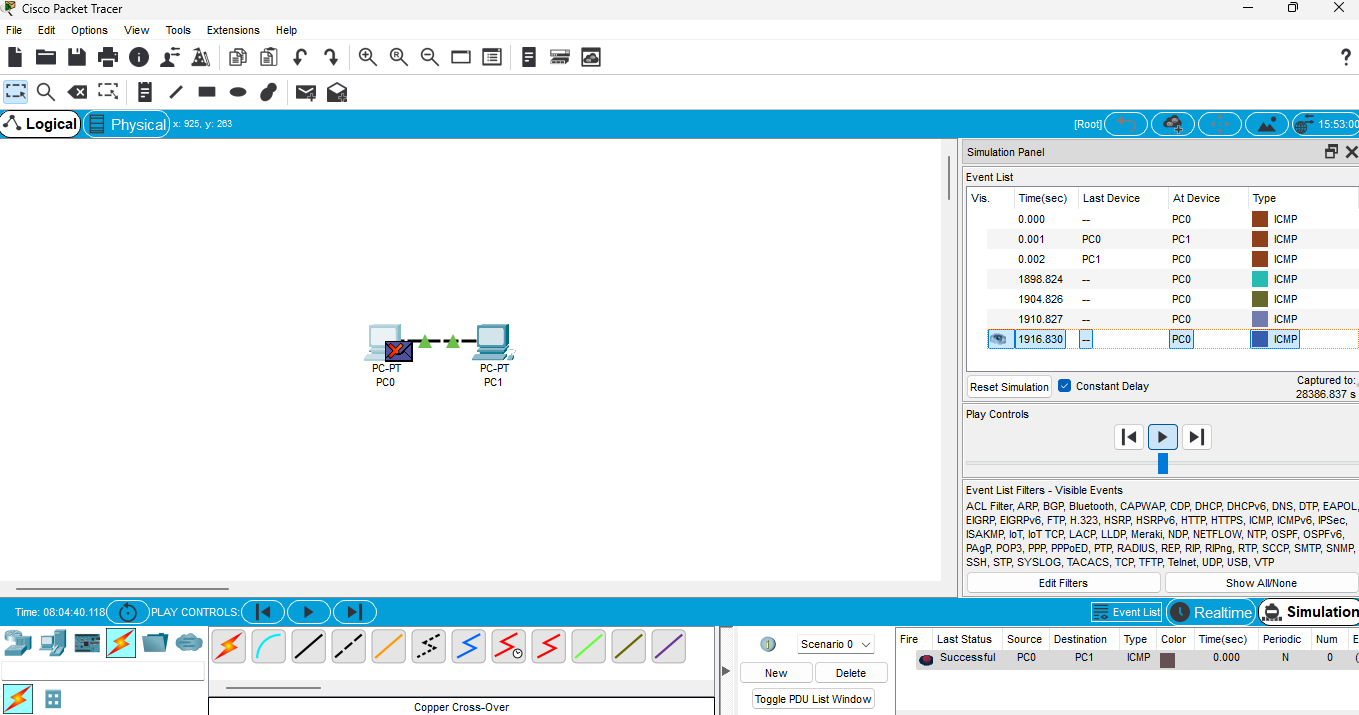 Cisco Packet Tracer
File Edit Options View Tools Extensions Help
Logical Physical x: 925, y: 263 [Root] 15:53:00
Simulation Panel
Event List
Vis. Time(sec) Last Device At Device Type
0.000 -- PC0 ICMP
0.001 PC0 PC1 ICMP
0.002 PC1 PC0 ICMP
1898.824 -- PC0 ICMP
1904.826 -- PC0 ICMP
1910.827 -- PC0 ICMP
1916.830 -- PC0 ICMP
PC-PT PC-PT
PC0 PC1
Reset Simulation Constant Delay Captured to:
28386.837 s
Play Controls
Event List Filters - Visible Events
ACL Filter, ARP, BGP, Bluetooth, CAPWAP, CDP, DHCP, DHCPv6, DNS, DTP, EAPOL,
EIGRP, EIGRPv6, FTP, H.323, HSRP, HSRPv6, HTTP, HTTPS, ICMP, ICMPv6, IPSec,
ISAKMP, IoT, IoT TCP, LACP, LLDP, Meraki, NDP, NETFLOW, NTP, OSPF, OSPFv6,
PAgP, POP3, PPP, PPPoED, PTP, RADIUS, REP, RIP, RIPng, RTP, SCCP, SMTP, SNMP,
SSH, STP, SYSLOG, TACACS, TCP, TFTP, Telnet, UDP, USB, VTP
Edit Filters Show All/None
Time: 08:04:40.118 PLAY CONTROLS: Event List Realtime Simulation
Scenario 0
New Delete
Toggle PDU List Window
Fire Last Status Source Destination Type Color Time(sec) Periodic Num E
Successful PC0 PC1 ICMP 0.000 N 0 (
Copper Cross-Over